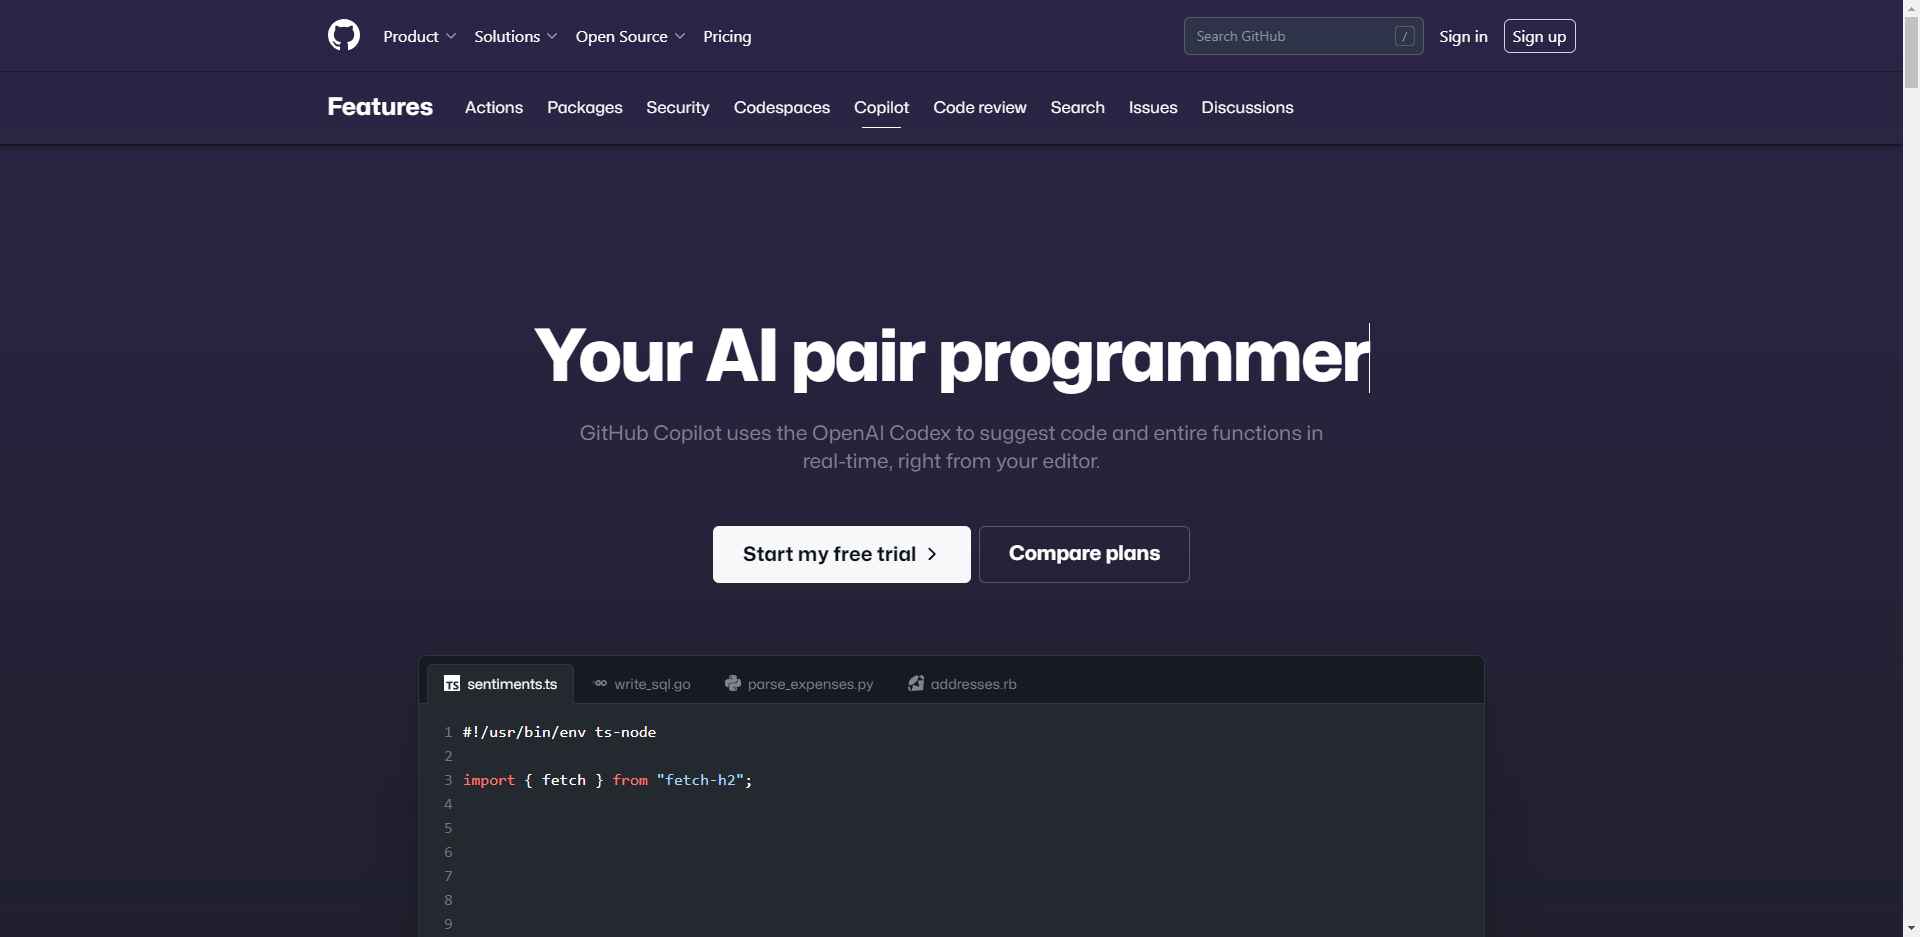 Product Solutions Open Source Pricing Search GitHub / Sign in Sign up
Features Actions Packages Security Codespaces Copilot Code review Search Issues Discussions
Your AI pair programmer
GitHub Copilot uses the OpenAI Codex to suggest code and entire functions in
real-time, right from your editor.
Start my free trial Compare plans
TS sentiments.ts GO write_sql.go parse_expenses.py addresses.rb
1 #!/usr/bin/env ts-node
2
3 import { fetch } from "fetch-h2";
4
5
6
7
8
9